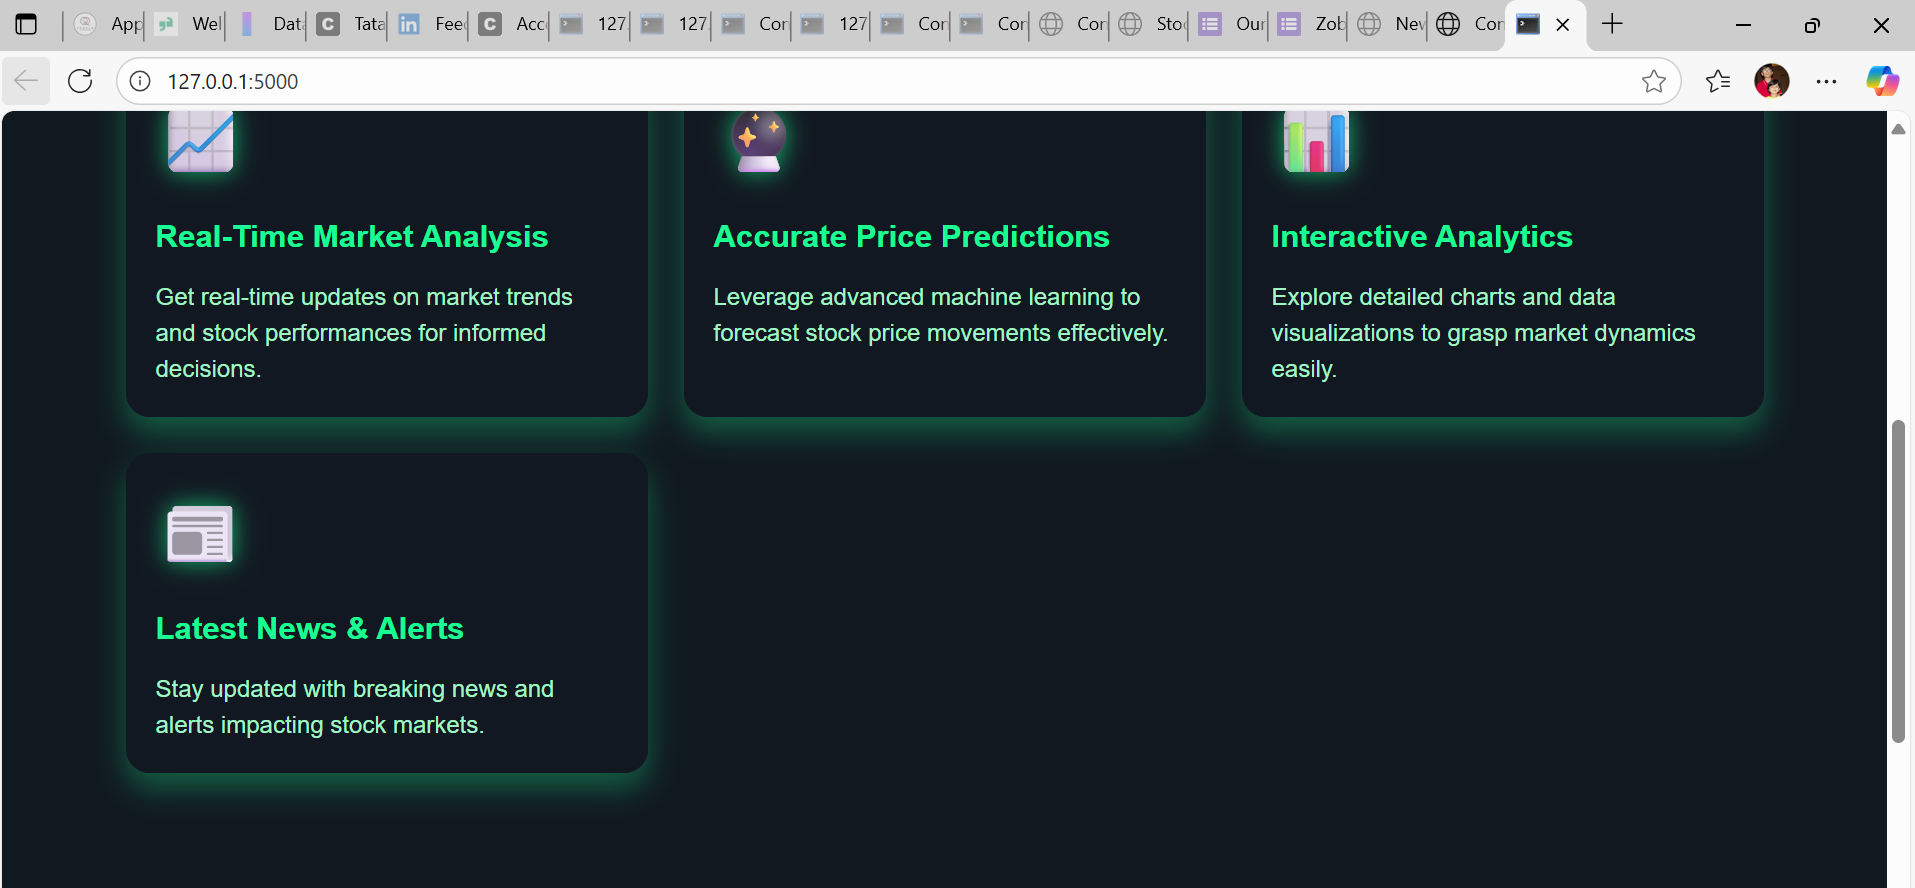 App Wel Data Tata Fee Acc 127. 127. Cor 127 Cor Cor Cor Sto Our Zob Nev Cor
127.0.0.1:5000
Real-Time Market Analysis
Get real-time updates on market trends
and stock performances for informed
decisions.
Accurate Price Predictions
Leverage advanced machine learning to
forecast stock price movements effectively.
Interactive Analytics
Explore detailed charts and data
visualizations to grasp market dynamics
easily.
Latest News & Alerts
Stay updated with breaking news and
alerts impacting stock markets.